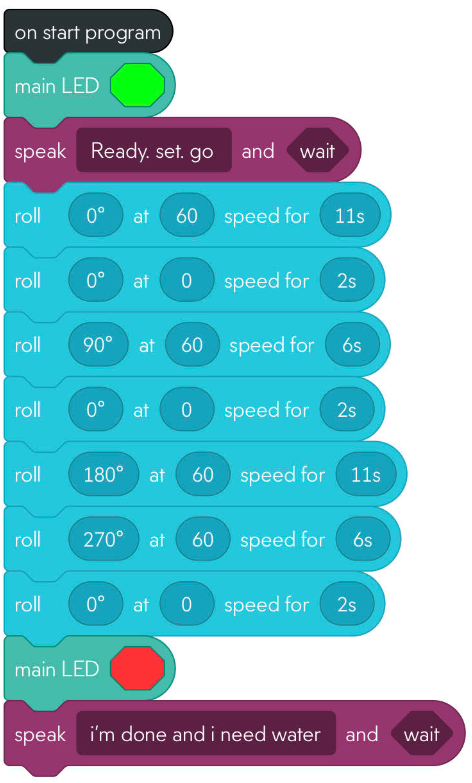 on start program
main LED
speak Ready. set. go and wait
roll 0° at 60 speed for 11s
roll 0° at 0 speed for 2s
roll 90° at 60 speed for 6s
roll 0° at 0 speed for 2s
roll 180° at 60 speed for 11s
roll 270° at 60 speed for 6s
roll 0° at 0 speed for 2s
main LED
speak i'm done and i need water and wait